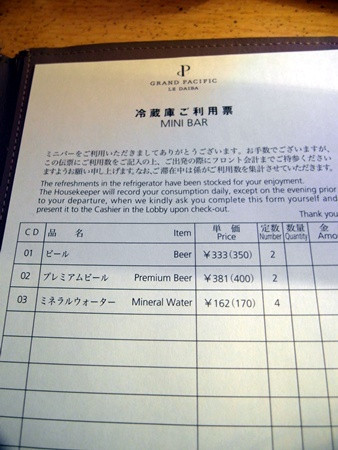 GP
GRAND PACIFIC
LE DAIBA
冷蔵庫ご利用票
MINI BAR
ミニバーをご利用いただきましてありがとうございます。お手数でございますが、
この伝票にご利用数をご記入の上、ご出発の際にフロント会計までご持参ください
ますようお願い申し上げます。なお、ご滞在中は係がご利用数を集計させていただきます。
The refreshments in the refrigerator have been stocked for your enjoyment.
The Housekeeper will record your consumption daily, except on the evening prior
to your departure, when we kindly ask you complete this form yourself and
present it to the Cashier in the Lobby upon check-out.
Thank you
CD 品名 Item 単価 Price 定数 Number 数量 Quantity 金 Amo
01 ビール Beer ¥333(350) 2
02 プレミアムビール Premium Beer ¥381(400) 2
03 ミネラルウォーター Mineral Water ¥162(170) 4